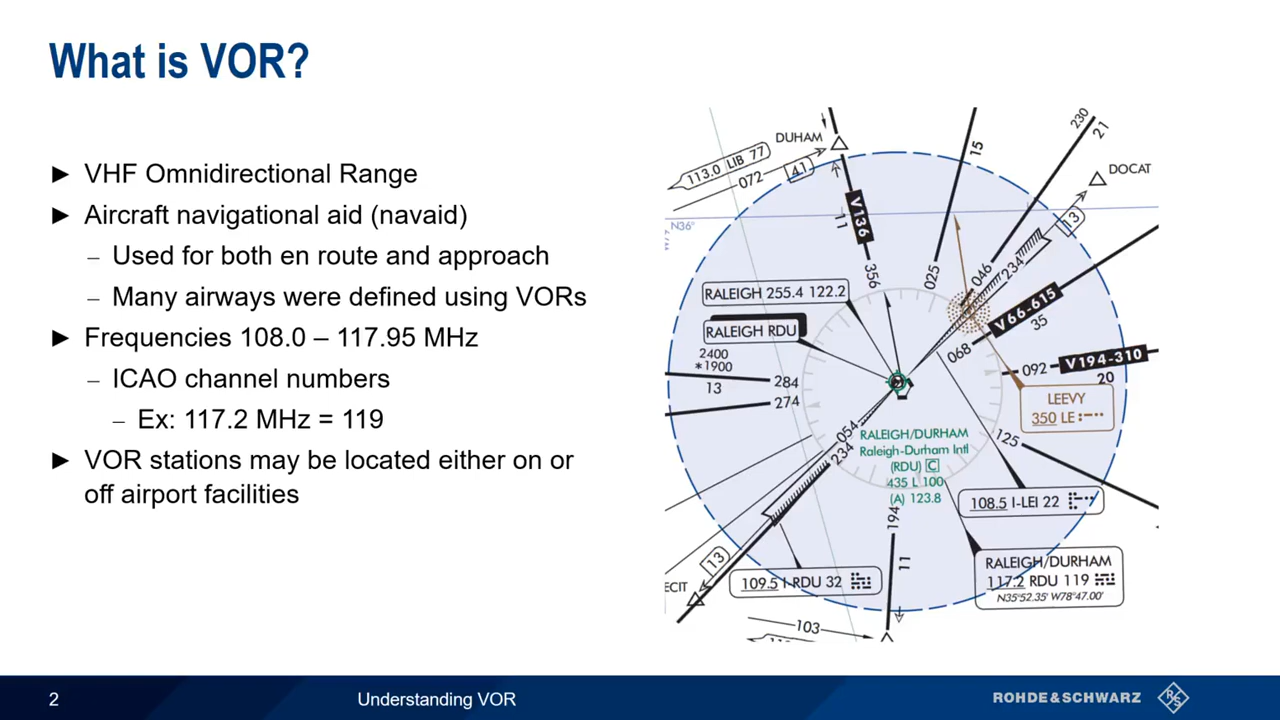 What is VOR?
► VHF Omnidirectional Range
► Aircraft navigational aid (navaid)
– Used for both en route and approach
– Many airways were defined using VORs
► Frequencies 108.0 – 117.95 MHz
– ICAO channel numbers
– Ex: 117.2 MHz = 119
► VOR stations may be located either on or
off airport facilities
DUHAM
113.0 LIB 77
072
41
V136
11
356
15
025
230
21
DOCAT
13
N36°
046
234
RALEIGH 255.4 122.2
RALEIGH RDU
2400
*1900
13
284
274
V66-615
35
068
092
V194-310
20
LEEVY
350 LE
054
234
RALEIGH/DURHAM
Raleigh-Durham Intl
(RDU) C
435 L 100
(A) 123.8
125
108.5 I-LEI 22
194
11
RALEIGH/DURHAM
117.2 RDU 119
N35°52.35' W78°47.00'
109.5 I-RDU 32
13
ECIT
103
2
Understanding VOR
ROHDE & SCHWARZ
R S